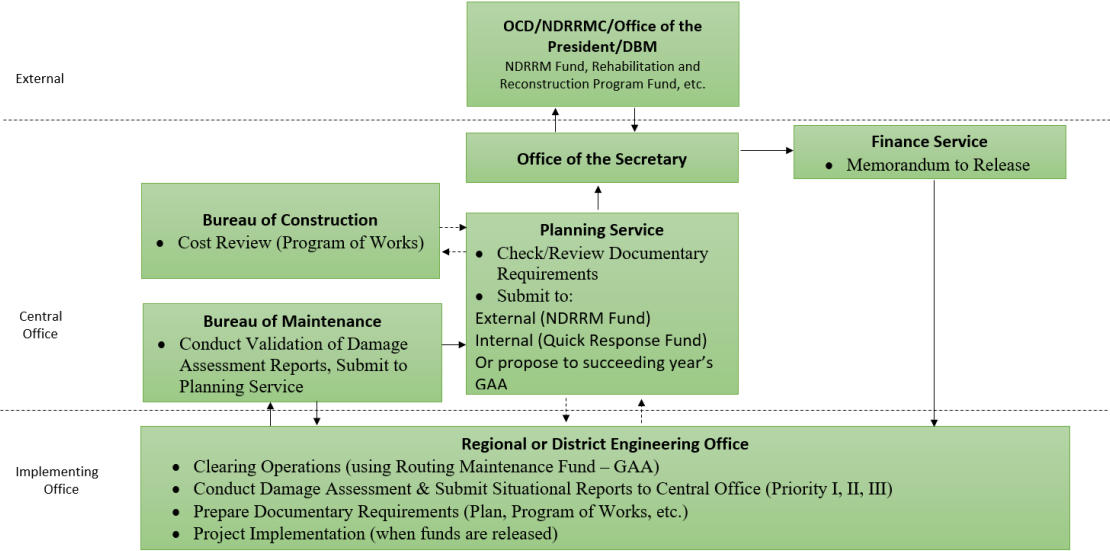 External
OCD/NDRRMC/Office of the
President/DBM
NDRRM Fund, Rehabilitation and
Reconstruction Program Fund, etc.
Central
Office
Office of the Secretary
Finance Service
• Memorandum to Release
Bureau of Construction
• Cost Review (Program of Works)
Planning Service
• Check/Review Documentary
Requirements
• Submit to:
External (NDRRM Fund)
Internal (Quick Response Fund)
Or propose to succeeding year’s
GAA
Bureau of Maintenance
• Conduct Validation of Damage
Assessment Reports, Submit to
Planning Service
Implementing
Office
Regional or District Engineering Office
• Clearing Operations (using Routing Maintenance Fund – GAA)
• Conduct Damage Assessment & Submit Situational Reports to Central Office (Priority I, II, III)
• Prepare Documentary Requirements (Plan, Program of Works, etc.)
• Project Implementation (when funds are released)